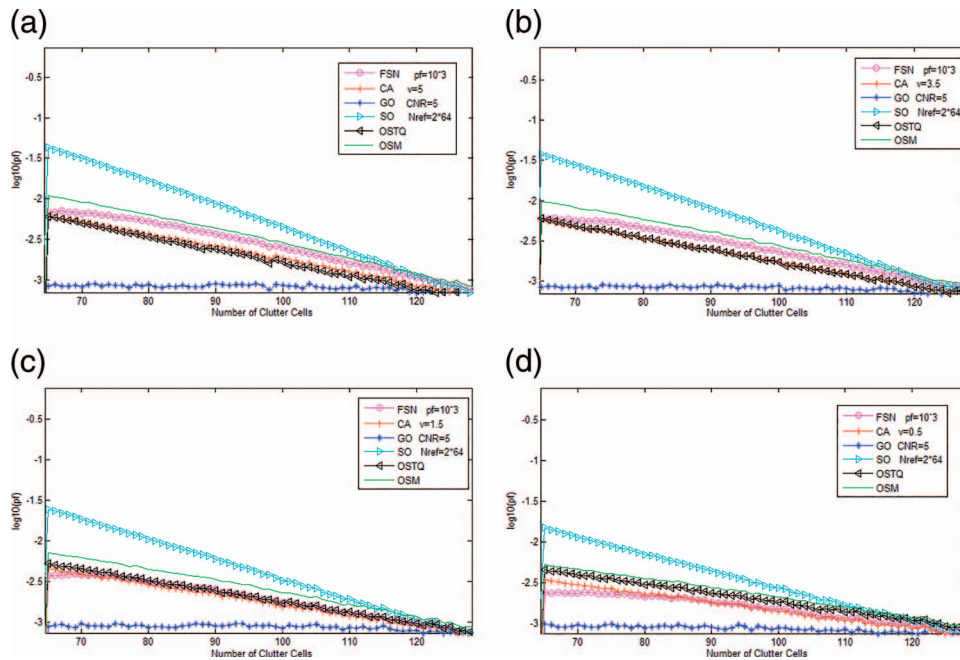 (a)
-0.5
-1
-1.5
-2
-2.5
-3
log10(pf)
70 80 90 100 110 120
Number of Clutter Cells
FSN pf=10^-3
CA v=5
GO CNR=5
SO Nref=2*64
OSTQ
OSM
(b)
-0.5
-1
-1.5
-2
-2.5
-3
log10(pf)
70 80 90 100 110 120
Number of Clutter Cells
FSN pf=10^-3
CA v=3.5
GO CNR=5
SO Nref=2*64
OSTQ
OSM
(c)
-0.5
-1
-1.5
-2
-2.5
-3
log10(pf)
70 80 90 100 110 120
Number of Clutter Cells
FSN pf=10^-3
CA v=1.5
GO CNR=5
SO Nref=2*64
OSTQ
OSM
(d)
-0.5
-1
-1.5
-2
-2.5
-3
log10(pf)
70 80 90 100 110 120
Number of Clutter Cells
FSN pf=10^-3
CA v=0.5
GO CNR=5
SO Nref=2*64
OSTQ
OSM